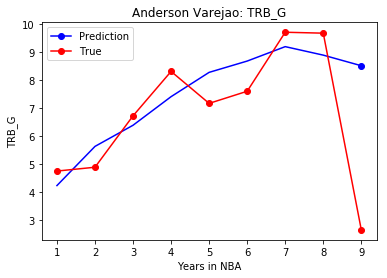 Anderson Varejao: TRB_G
Prediction
True
TRB_G
10
9
8
7
6
5
4
3
1 2 3 4 5 6 7 8 9
Years in NBA